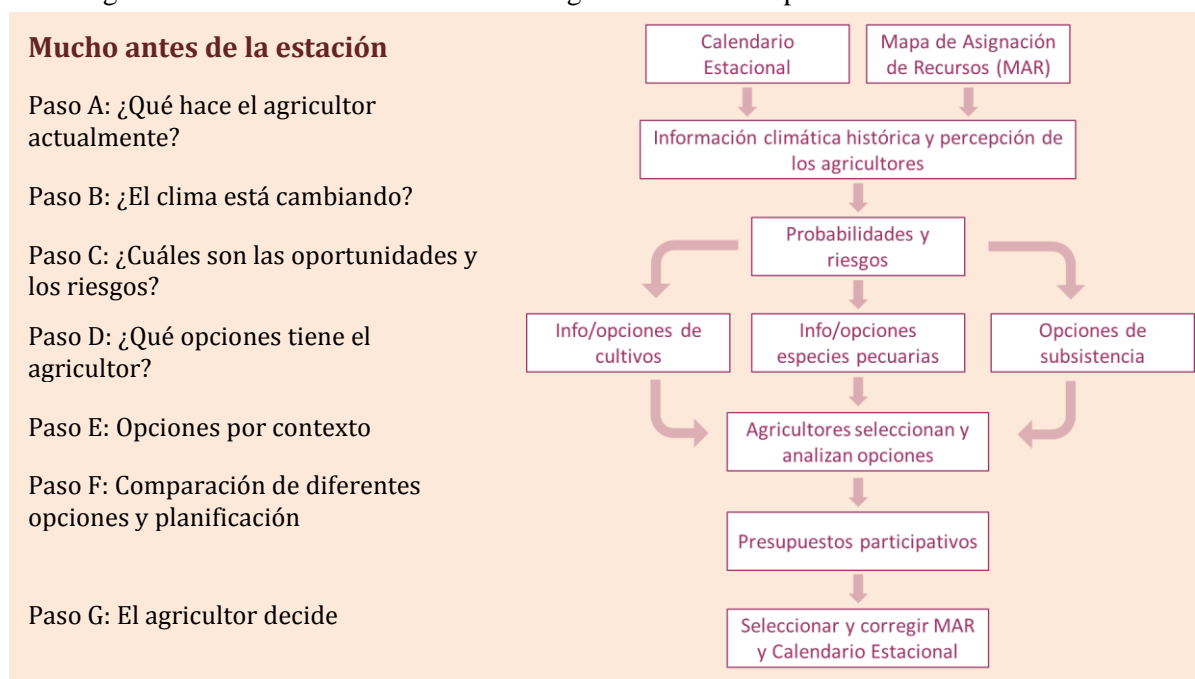 Mucho antes de la estación
Paso A: ¿Qué hace el agricultor
actualmente?
Paso B: ¿El clima está cambiando?
Paso C: ¿Cuáles son las oportunidades y
los riesgos?
Paso D: ¿Qué opciones tiene el
agricultor?
Paso E: Opciones por contexto
Paso F: Comparación de diferentes
opciones y planificación
Paso G: El agricultor decide
Calendario
Estacional
Mapa de Asignación
de Recursos (MAR)
Información climática histórica y percepción de
los agricultores
Probabilidades y
riesgos
Info/opciones de
cultivos
Info/opciones
especies pecuarias
Opciones de
subsistencia
Agricultores seleccionan y
analizan opciones
Presupuestos participativos
Seleccionar y corregir MAR
y Calendario Estacional